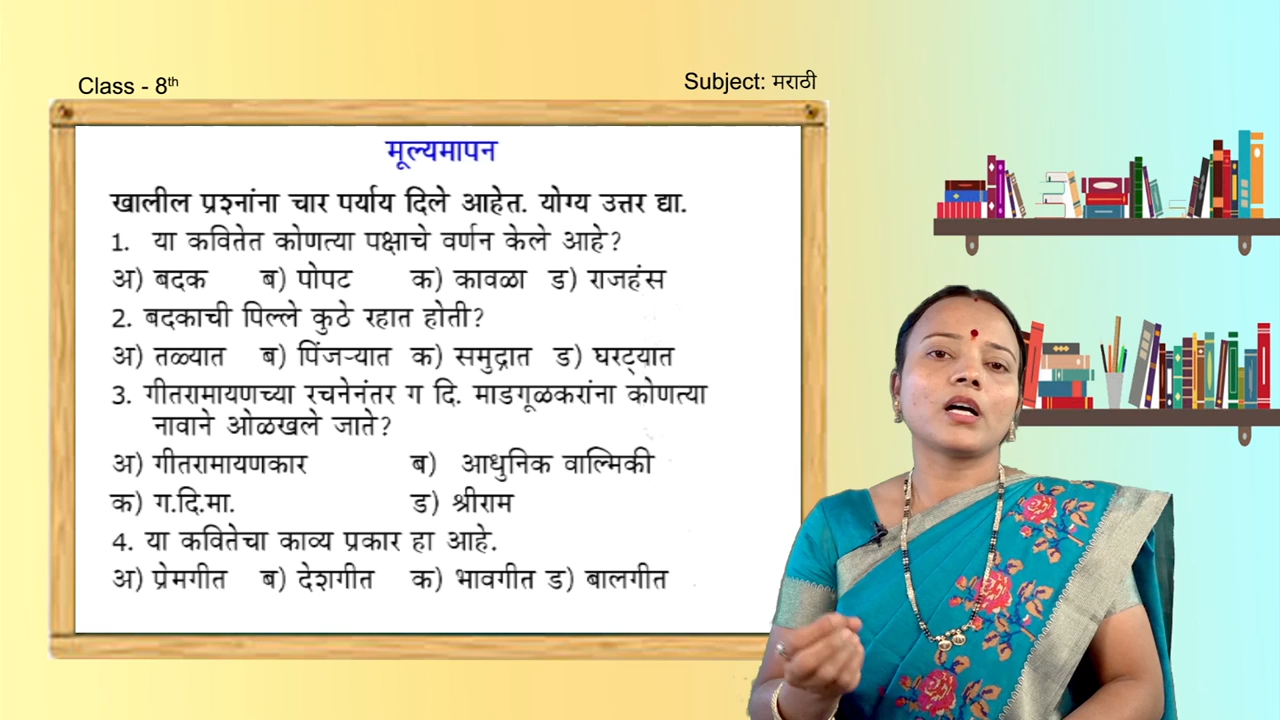 Class - 8th
Subject: मराठी
मूल्यमापन
खालील प्रश्नांना चार पर्याय दिले आहेत. योग्य उत्तर द्या.
1. या कवितेत कोणत्या पक्षाचे वर्णन केले आहे?
अ) बदक ब) पोपट क) कावळा ड) राजहंस
2. बदकाची पिल्ले कुठे रहात होती?
अ) तळ्यात ब) पिंजऱ्यात क) समुद्रात ड) घरट्यात
3. गीतरामायणच्या रचनेनंतर ग दि. माडगूळकरांना कोणत्या
नावाने ओळखले जाते?
अ) गीतरामायणकार ब) आधुनिक वाल्मिकी
क) ग.दि.मा. ड) श्रीराम
4. या कवितेचा काव्य प्रकार हा आहे.
अ) प्रेमगीत ब) देशगीत क) भावगीत ड) बालगीत